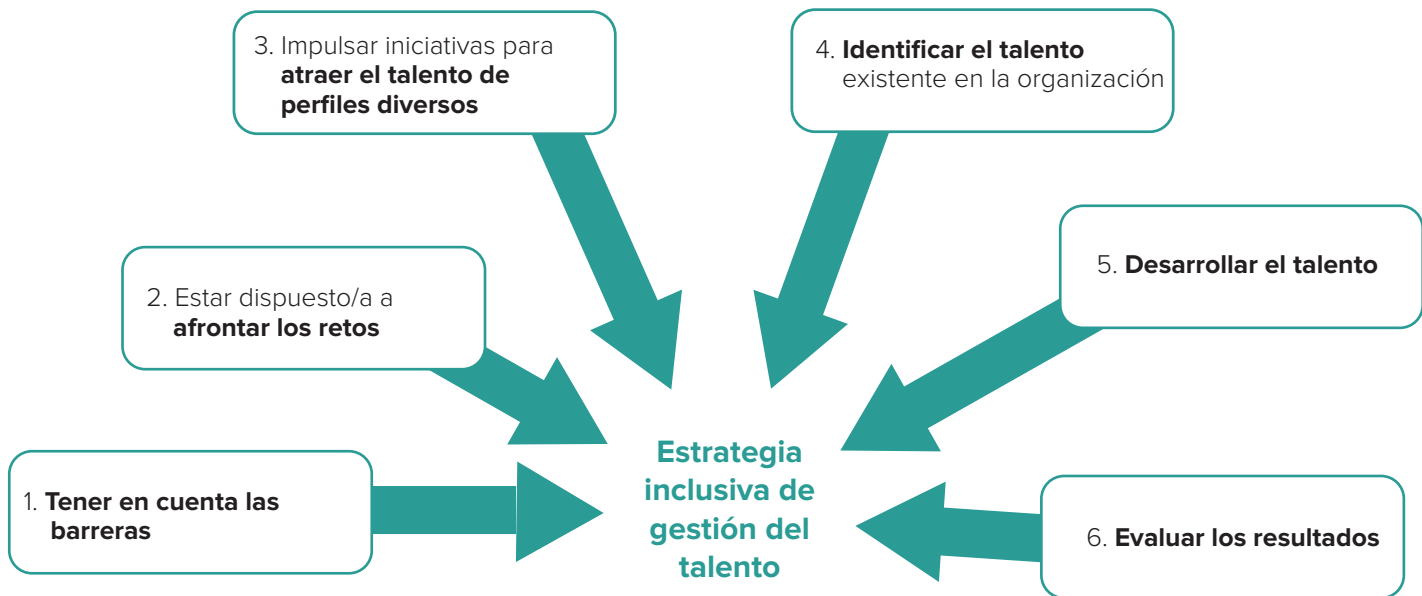 3. Impulsar iniciativas para
atraer el talento de
perfiles diversos
4. Identificar el talento
existente en la organización
2. Estar dispuesto/a a
afrontar los retos
5. Desarrollar el talento
1. Tener en cuenta las
barreras
Estrategia
inclusiva de
gestión del
talento
6. Evaluar los resultados